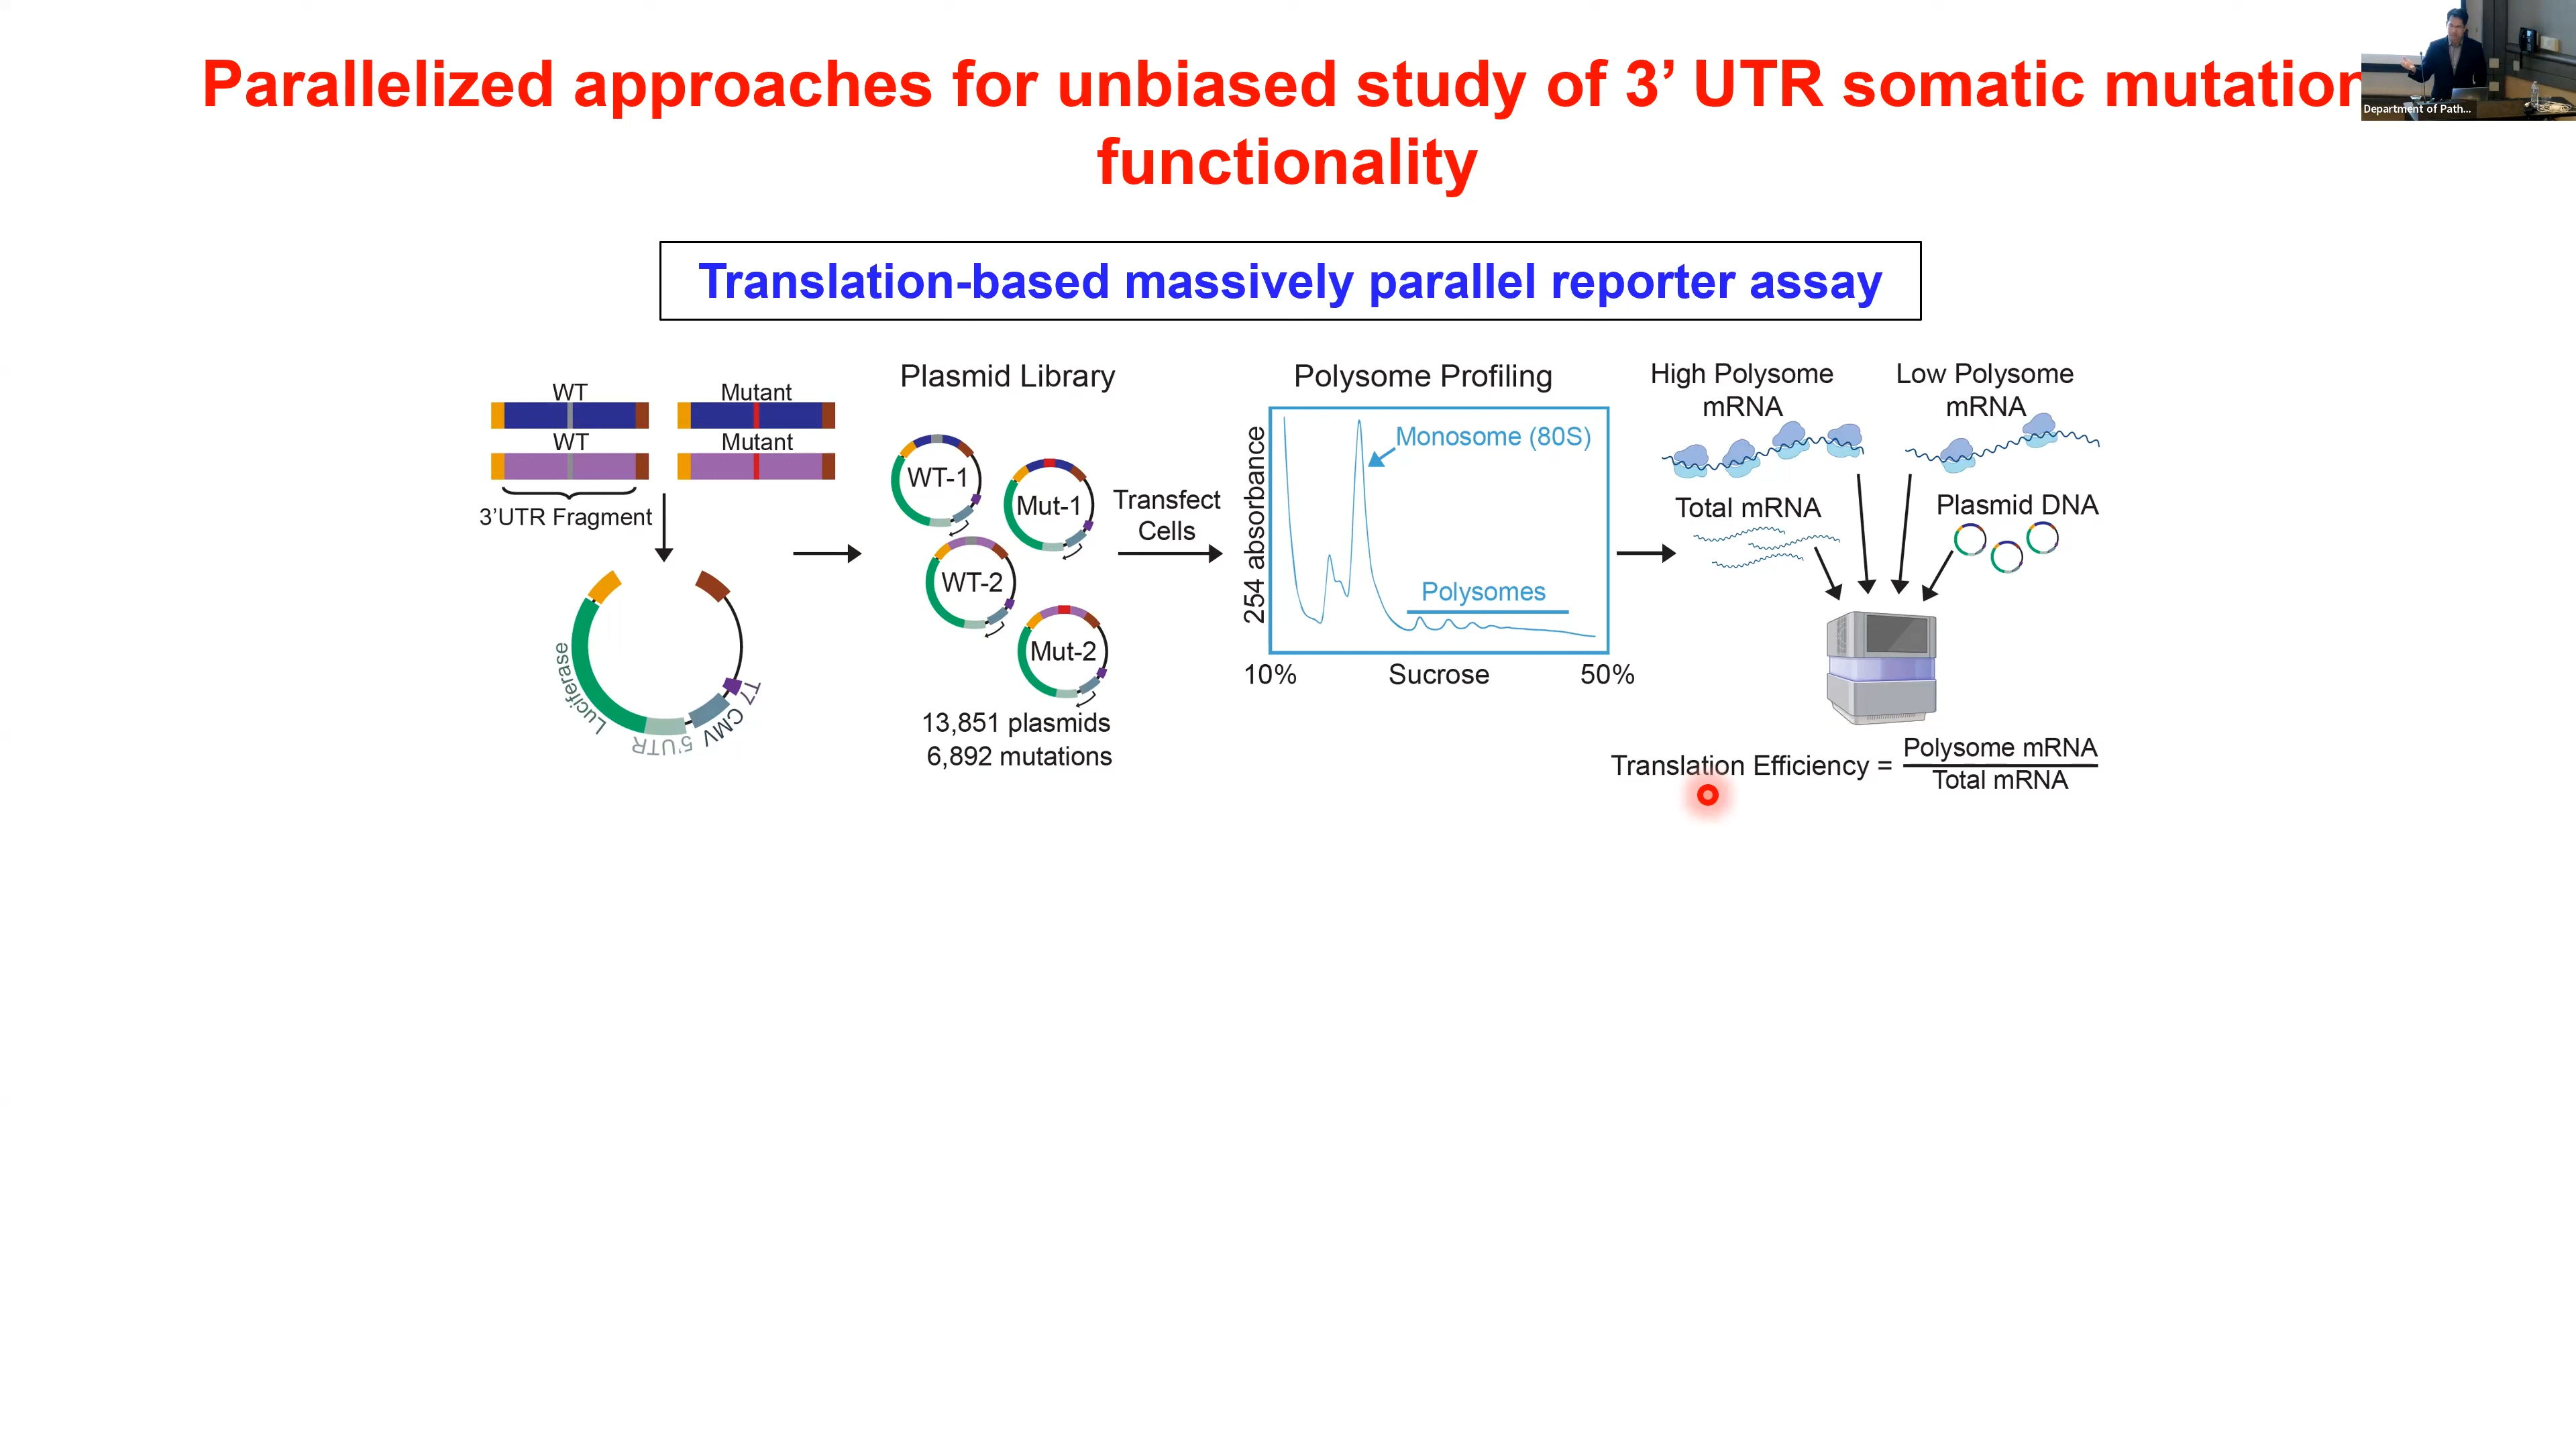 Parallelized approaches for unbiased study of 3’ UTR somatic mutation
functionality
Department of Path...
Translation-based massively parallel reporter assay
WT
Mutant
WT
Mutant
3’UTR Fragment
Luciferase
5'UTR
CMV
T7
Plasmid Library
WT-1
Mut-1
WT-2
Mut-2
13,851 plasmids
6,892 mutations
Transfect
Cells
Polysome Profiling
254 absorbance
Monosome (80S)
Polysomes
10%
Sucrose
50%
High Polysome
mRNA
Low Polysome
mRNA
Total mRNA
Plasmid DNA
Translation Efficiency =
Polysome mRNA
Total mRNA